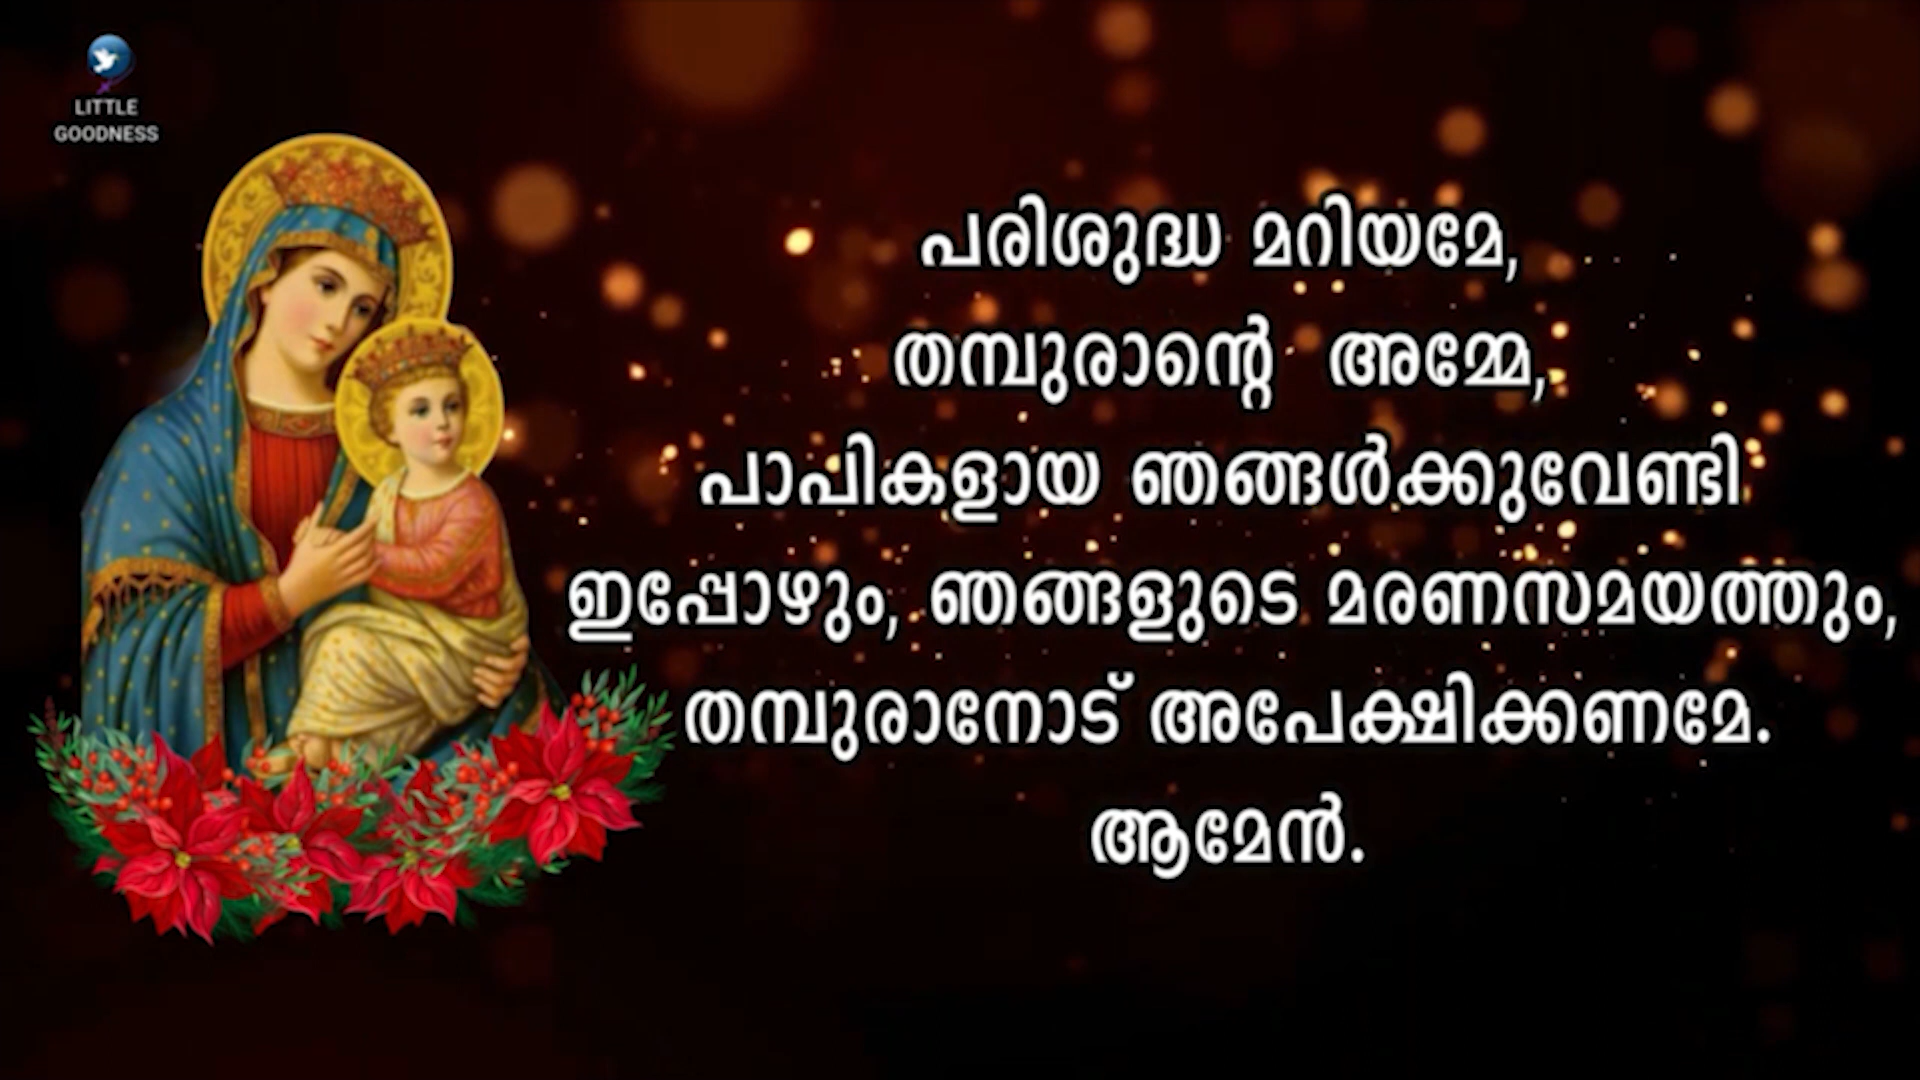 LITTLE
GOODNESS
പരിശുദ്ധ മറിയമേ,
തമ്പുരാന്റെ അമ്മേ,
പാപികളായ ഞങ്ങൾക്കുവേണ്ടി
ഇപ്പോഴും, ഞങ്ങളുടെ മരണസമയത്തും,
തമ്പുരാനോട് അപേക്ഷിക്കണമേ.
ആമേൻ.